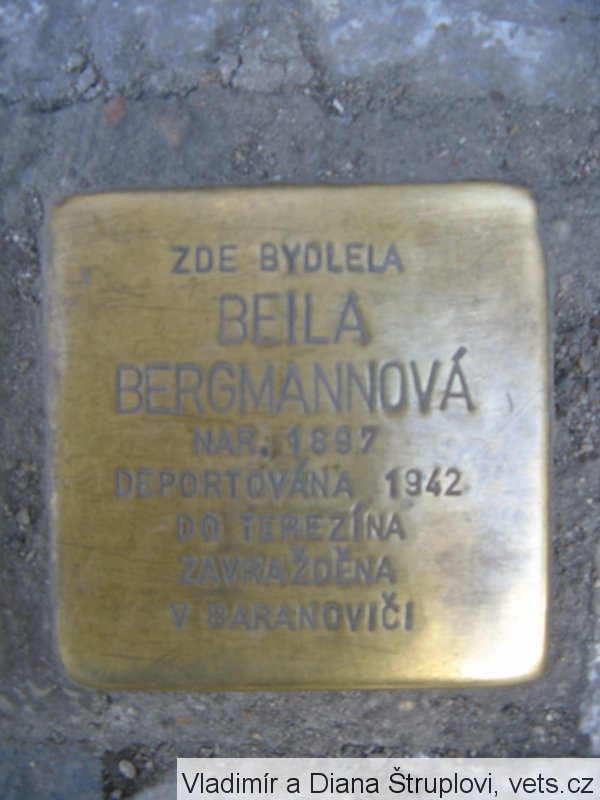 ZDE BYDLELA
BEILA
BERGMANNOVÁ
NAR. 1897
DEPORTOVÁNA 1942
DO TEREZÍNA
ZAVRAŽDĚNA
V BARANOVIČI
Vladimír a Diana Štruplovi, vets.cz